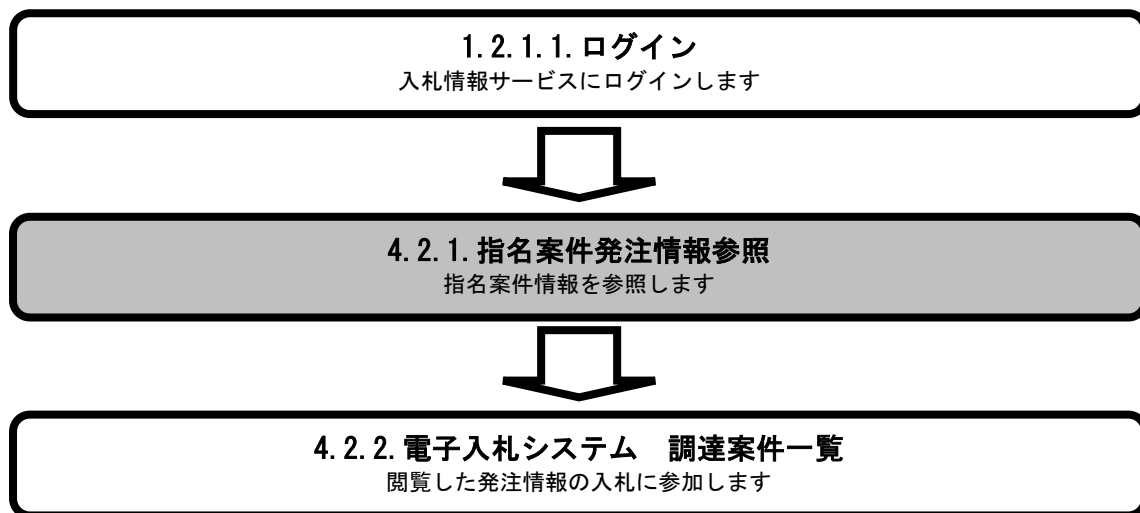 1.2.1.1.ログイン
入札情報サービスにログインします
4.2.1.指名案件発注情報参照
指名案件情報を参照します
4.2.2.電子入札システム　調達案件一覧
閲覧した発注情報の入札に参加します